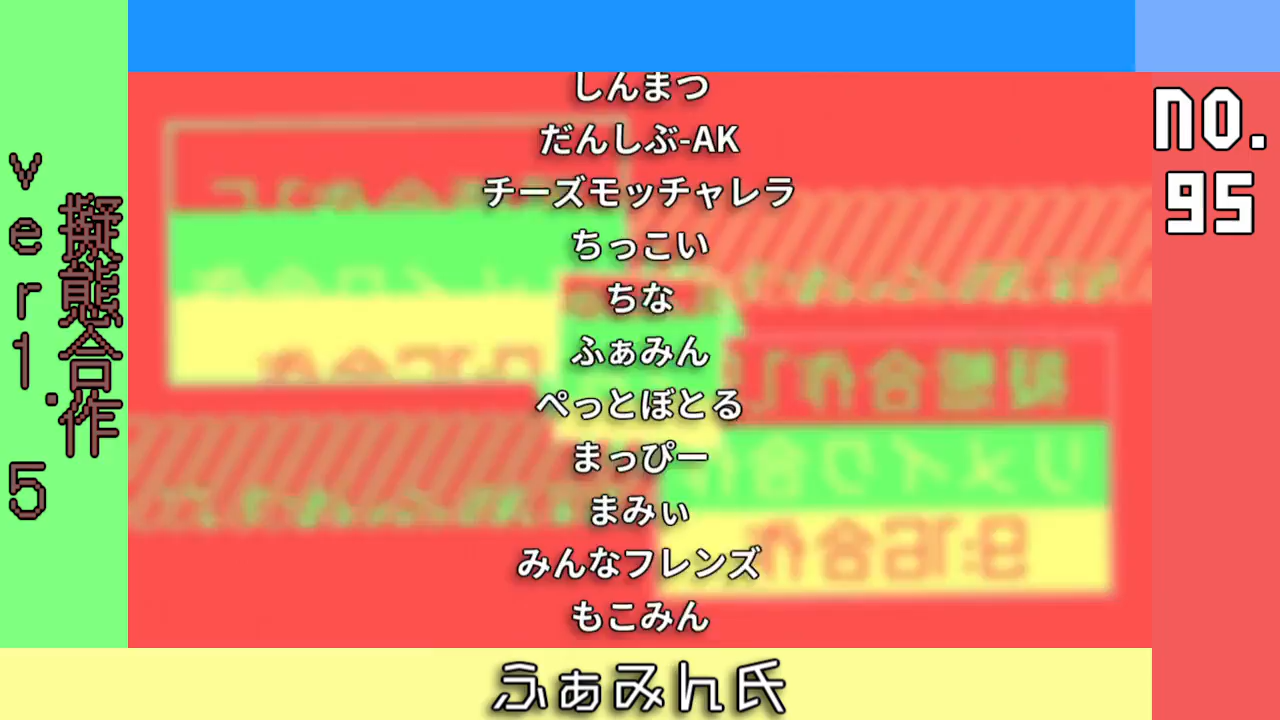 擬態合作
ver1.5
しんまつ
だんしぶ-AK
チーズモッチャレラ
ちっこい
ちな
ふぁみん
ぺっとぼとる
まっぴー
まみぃ
みんなフレンズ
もこみん
no.
95
ふぁみん氏